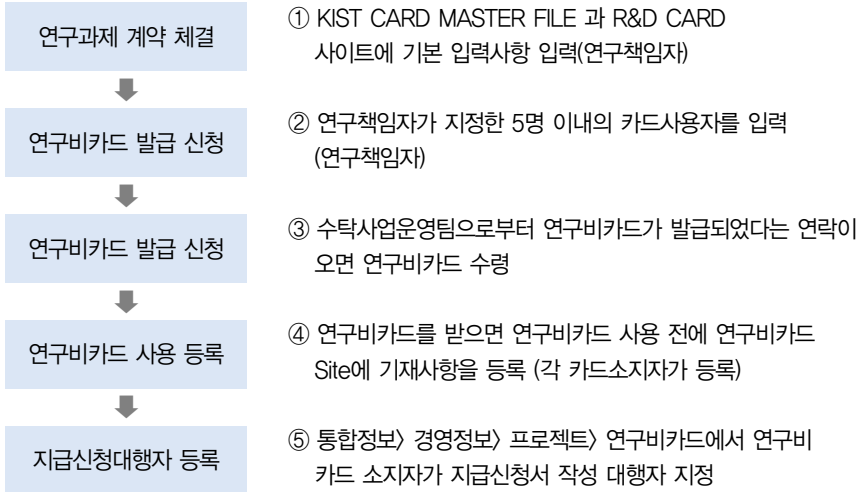 연구과제 계약 체결
① KIST CARD MASTER FILE 과 R&D CARD
사이트에 기본 입력사항 입력(연구책임자)
연구비카드 발급 신청
② 연구책임자가 지정한 5명 이내의 카드사용자를 입력
(연구책임자)
연구비카드 발급 신청
③ 수탁사업운영팀으로부터 연구비카드가 발급되었다는 연락이
오면 연구비카드 수령
연구비카드 사용 등록
④ 연구비카드를 받으면 연구비카드 사용 전에 연구비카드
Site에 기재사항을 등록 (각 카드소지자가 등록)
지급신청대행자 등록
⑤ 통합정보> 경영정보> 프로젝트> 연구비카드에서 연구비
카드 소지자가 지급신청서 작성 대행자 지정